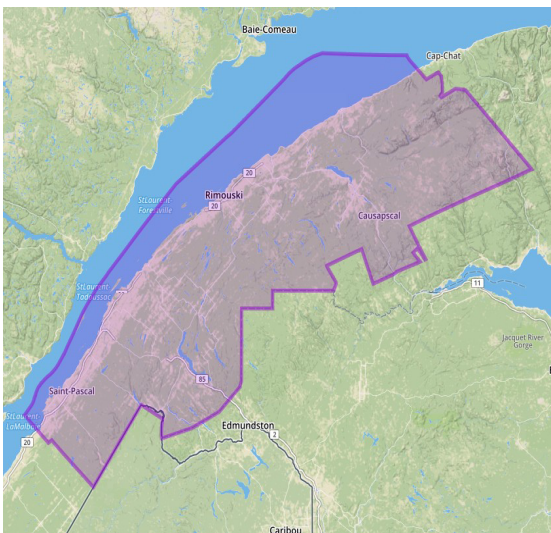 Baie-Comeau
Cap-Chat
20
Rimouski
20
StLaurent
Forestville
Causapscal
StLaurent
Tadoussac
11
Jacquet River
Gorge
Saint-Pascal
85
StLaurent
LaMalbaie
20
Edmundston
2
Caribou